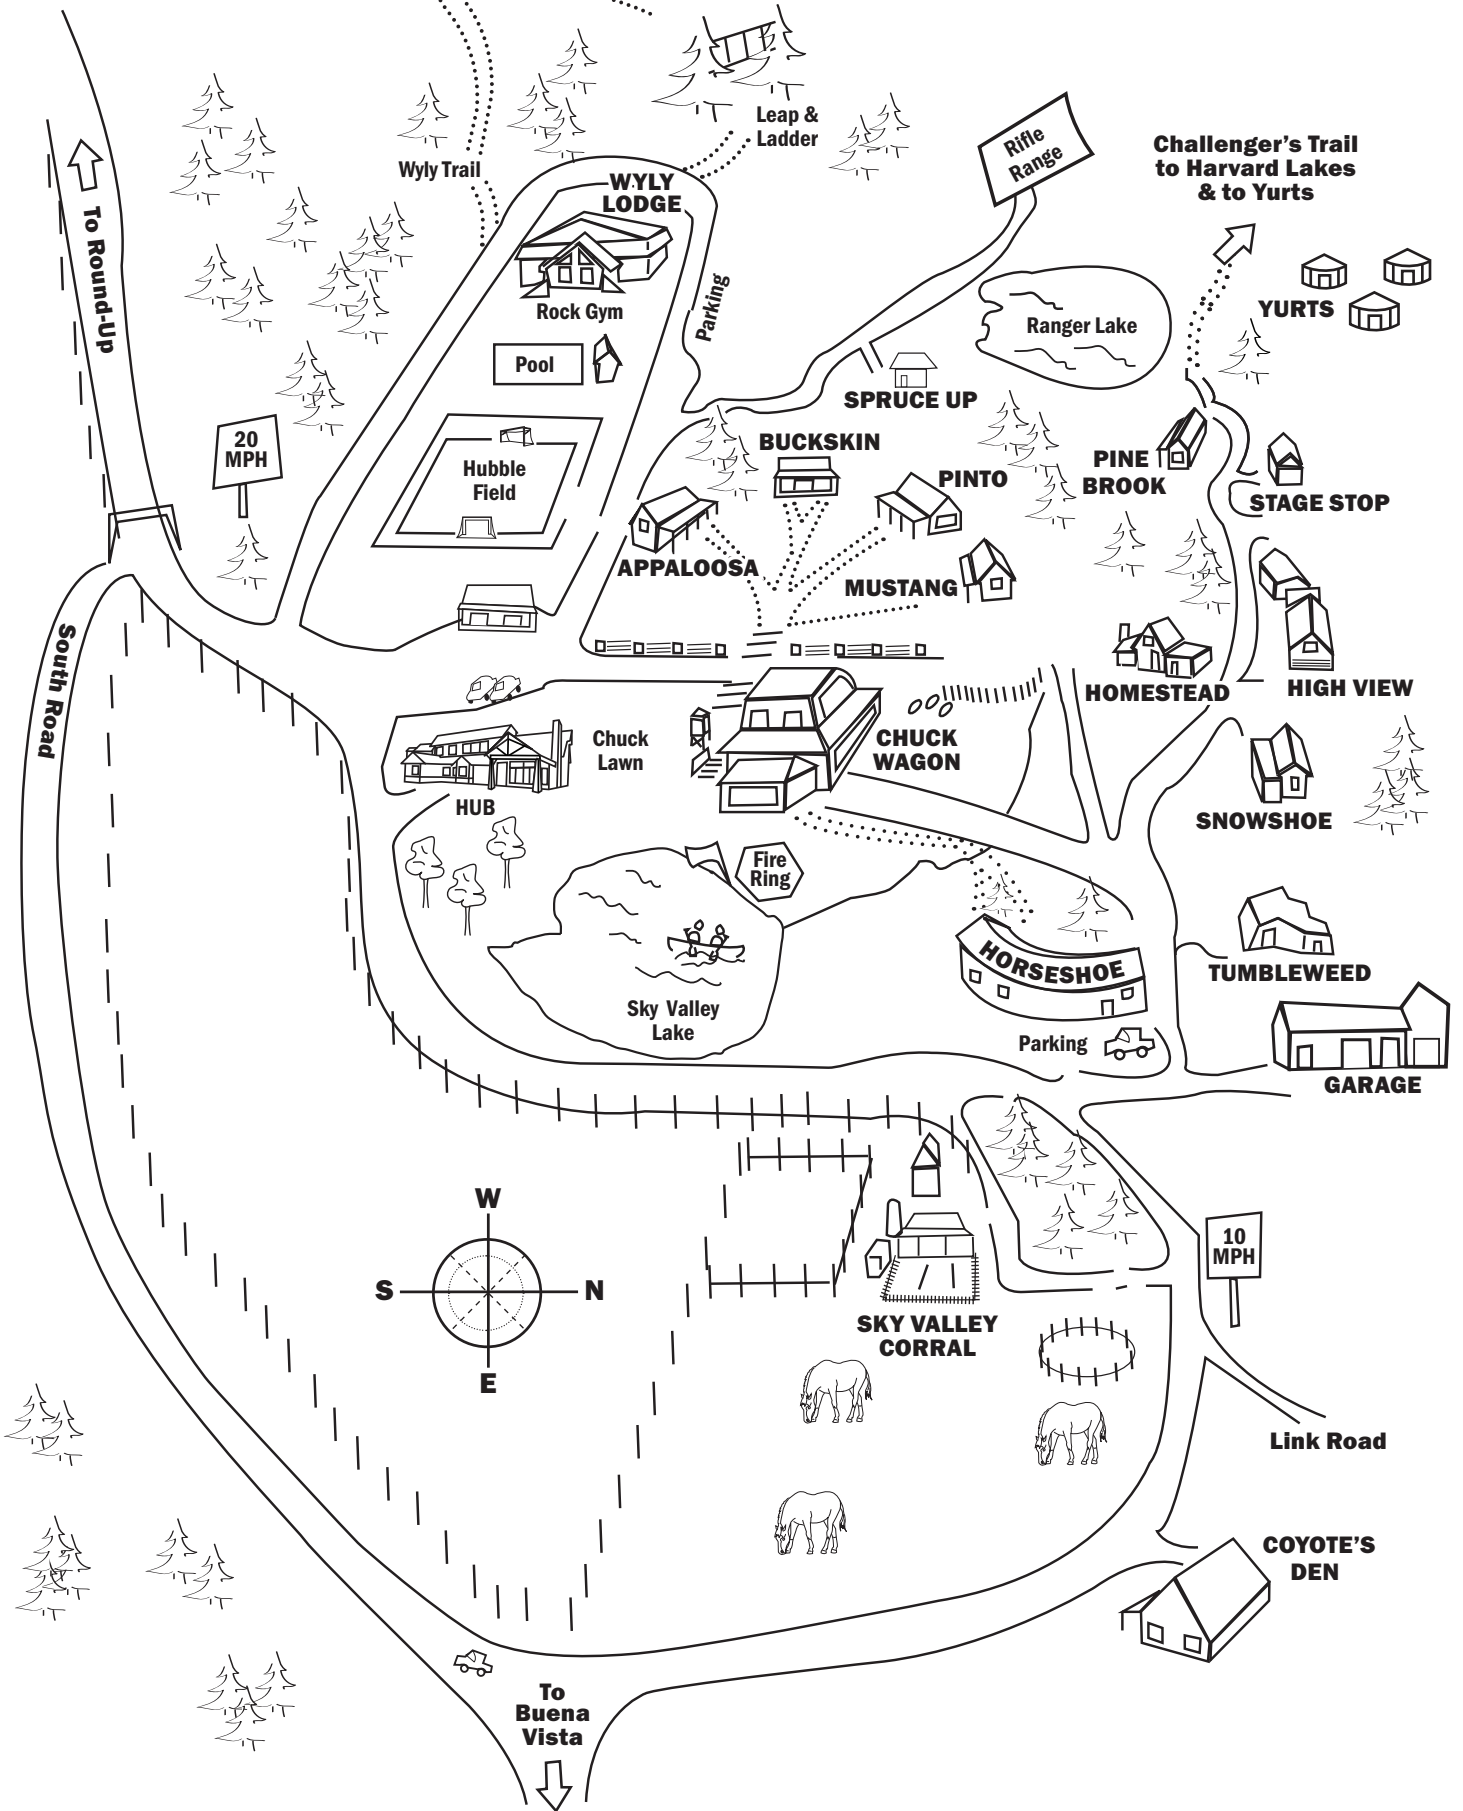 Leap &
Ladder
Rifle
Range
Challenger's Trail
to Harvard Lakes
& to Yurts
Wyly Trail
WYLY
LODGE
To Round-Up
Parking
Rock Gym
YURTS
Ranger Lake
Pool
SPRUCE UP
20
MPH
BUCKSKIN
Hubble
Field
PINTO
PINE
BROOK
STAGE STOP
APPALOOSA
MUSTANG
South Road
HOMESTEAD
HIGH VIEW
Chuck
Lawn
CHUCK
WAGON
HUB
SNOWSHOE
Fire
Ring
HORSESHOE
TUMBLEWEED
Sky Valley
Lake
Parking
GARAGE
W
S
N
E
10
MPH
SKY VALLEY
CORRAL
Link Road
COYOTE'S
DEN
To
Buena
Vista